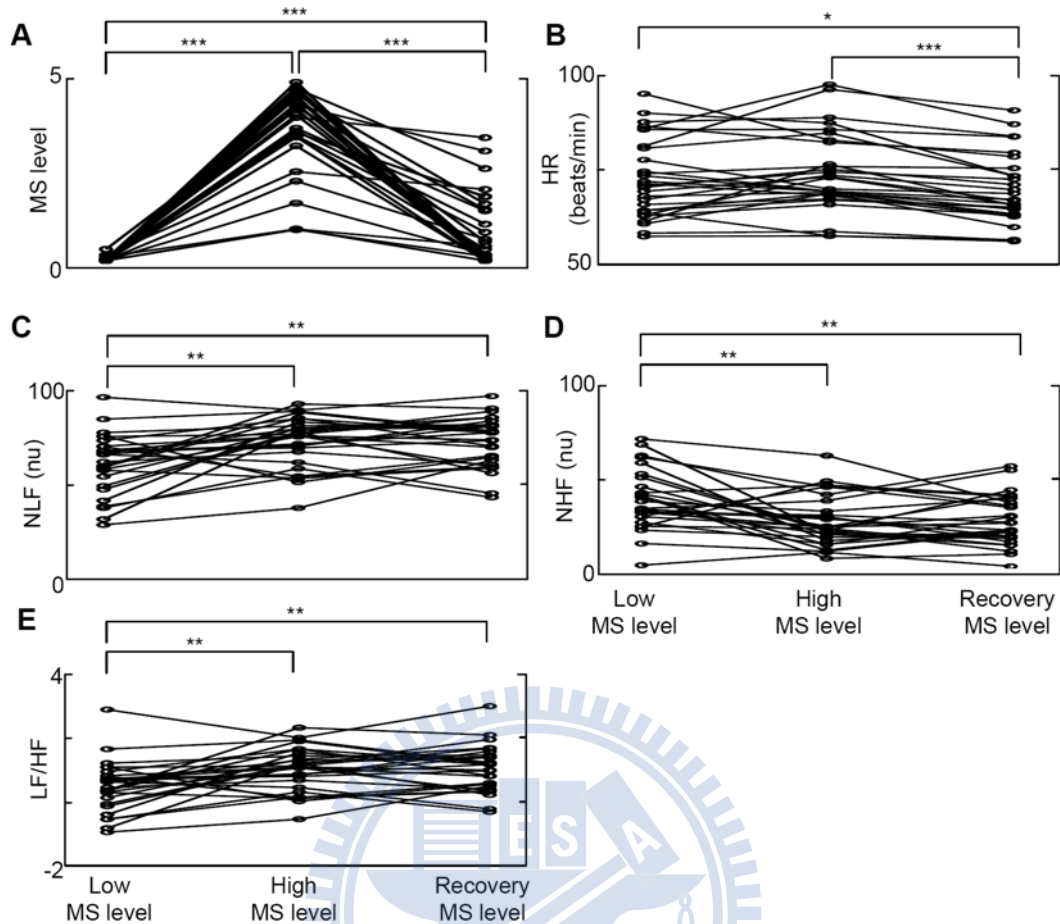 A
***
***
***
5
MS level
0
B
*
***
100
HR
(beats/min)
50
C
**
**
100
NLF (nu)
0
D
**
**
100
NHF (nu)
0
Low
MS level
High
MS level
Recovery
MS level
E
**
**
4
LF/HF
-2
Low
MS level
High
MS level
Recovery
MS level
E S A
8